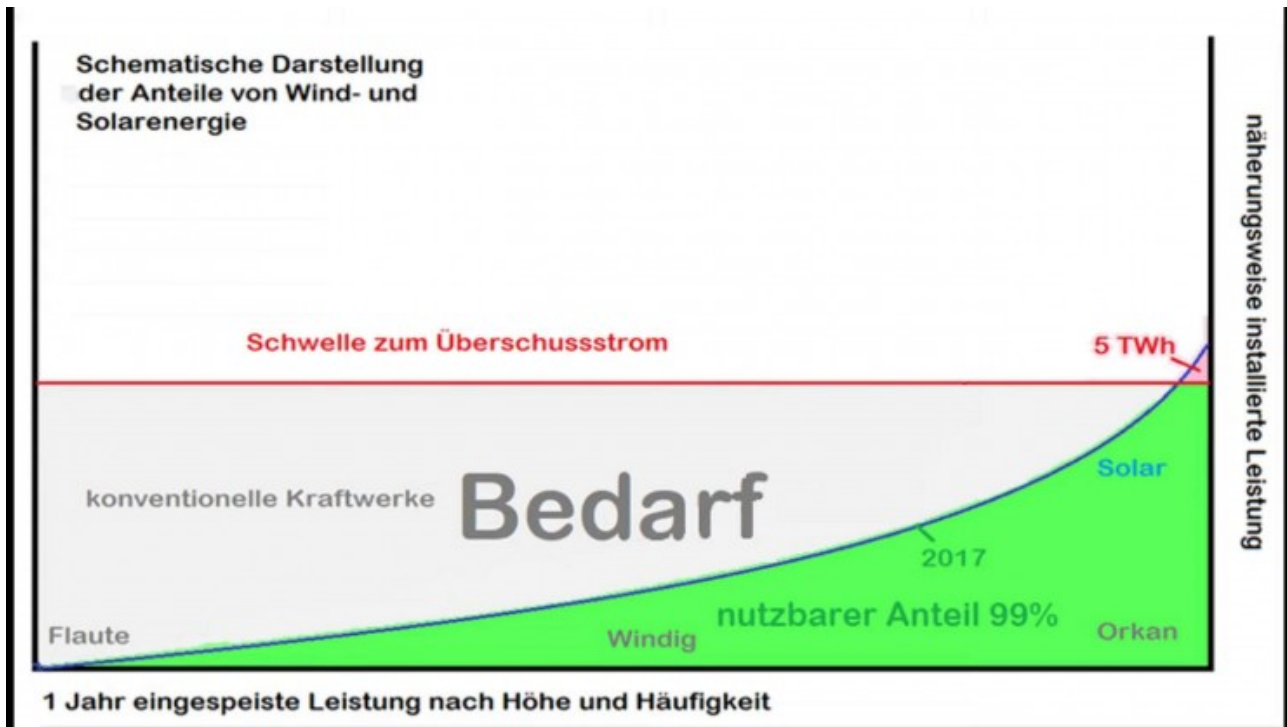 Schematische Darstellung
der Anteile von Wind- und
Solarenergie
näherungsweise installierte Leistung
Schwelle zum Überschussstrom
5 TWh
Solar
konventionelle Kraftwerke
Bedarf
2017
nutzbarer Anteil 99%
Flaute
Windig
Orkan
1 Jahr eingespeiste Leistung nach Höhe und Häufigkeit